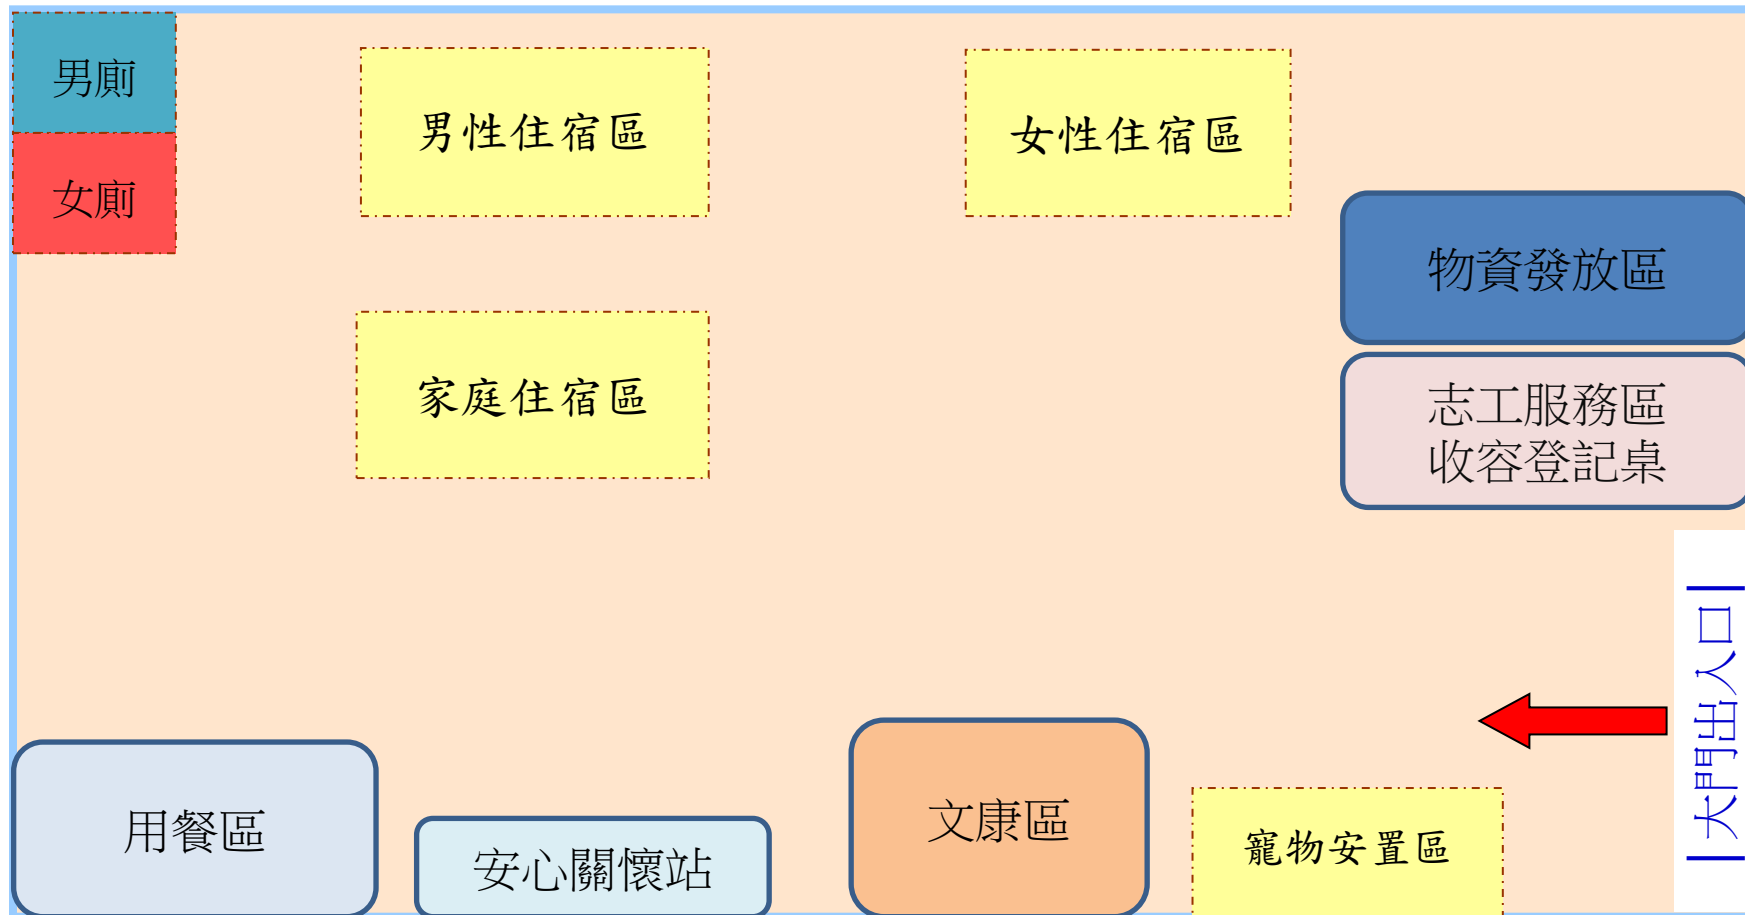 男廁
女廁
男性住宿區
女性住宿區
物資發放區
家庭住宿區
志工服務區
收容登記桌
大門出入口
用餐區
安心關懷站
文康區
寵物安置區